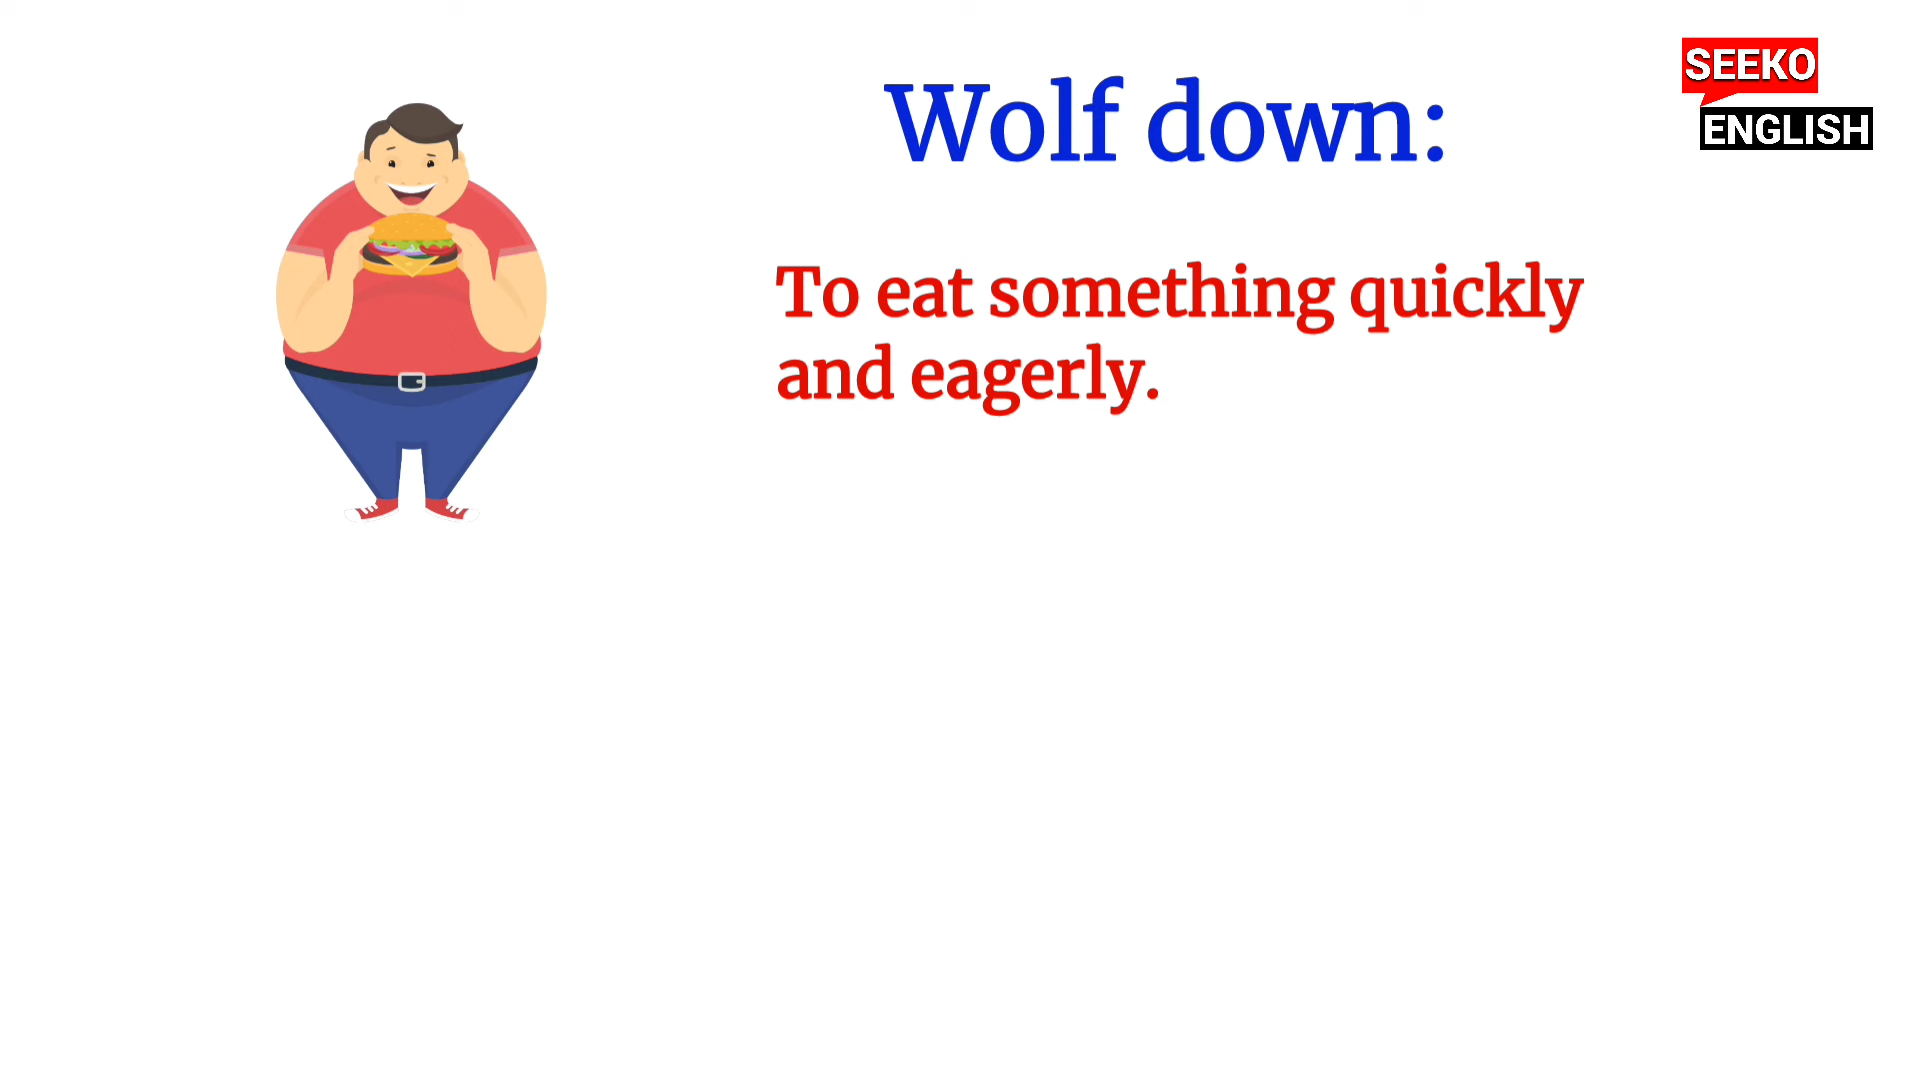 Wolf down:
SEEKO
ENGLISH
To eat something quickly
and eagerly.